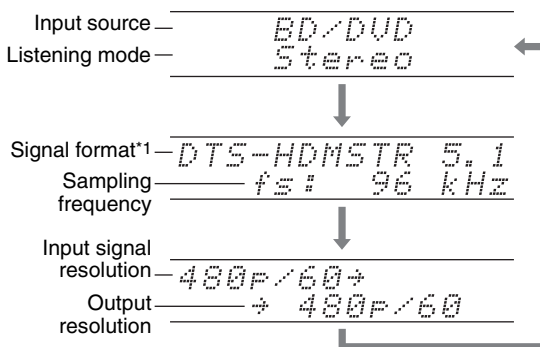 Input source
BD/DVD
Listening mode
Stereo
Signal format*1
DTS-HDMSTR 5.1
Sampling
frequency
fs: 96 kHz
Input signal
resolution
480p/60→
Output
resolution
→ 480p/60